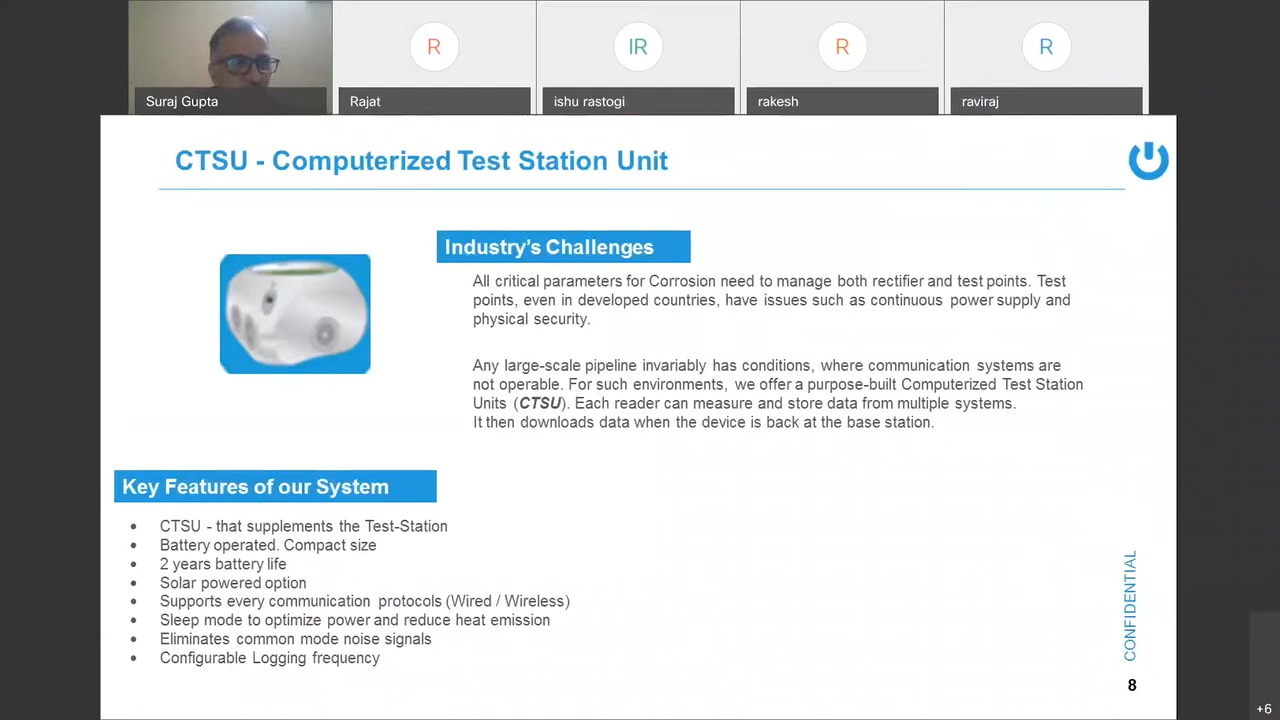 R
IR
R
R
Suraj Gupta
Rajat
ishu rastogi
rakesh
raviraj
CTSU - Computerized Test Station Unit
Industry's Challenges
All critical parameters for Corrosion need to manage both rectifier and test points. Test
points, even in developed countries, have issues such as continuous power supply and
physical security.
Any large-scale pipeline invariably has conditions, where communication systems are
not operable. For such environments, we offer a purpose-built Computerized Test Station
Units (CTSU). Each reader can measure and store data from multiple systems.
It then downloads data when the device is back at the base station.
Key Features of our System
• CTSU - that supplements the Test-Station
• Battery operated. Compact size
• 2 years battery life
• Solar powered option
• Supports every communication protocols (Wired / Wireless)
• Sleep mode to optimize power and reduce heat emission
• Eliminates common mode noise signals
• Configurable Logging frequency
CONFIDENTIAL
8
+6